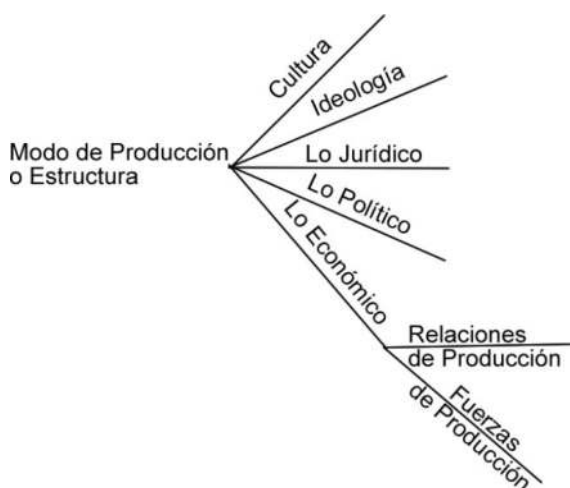 Cultura
Ideología
Modo de Producción
o Estructura
Lo Jurídico
Lo Político
Lo Económico
Relaciones
de Producción
Fuerzas
de Producción